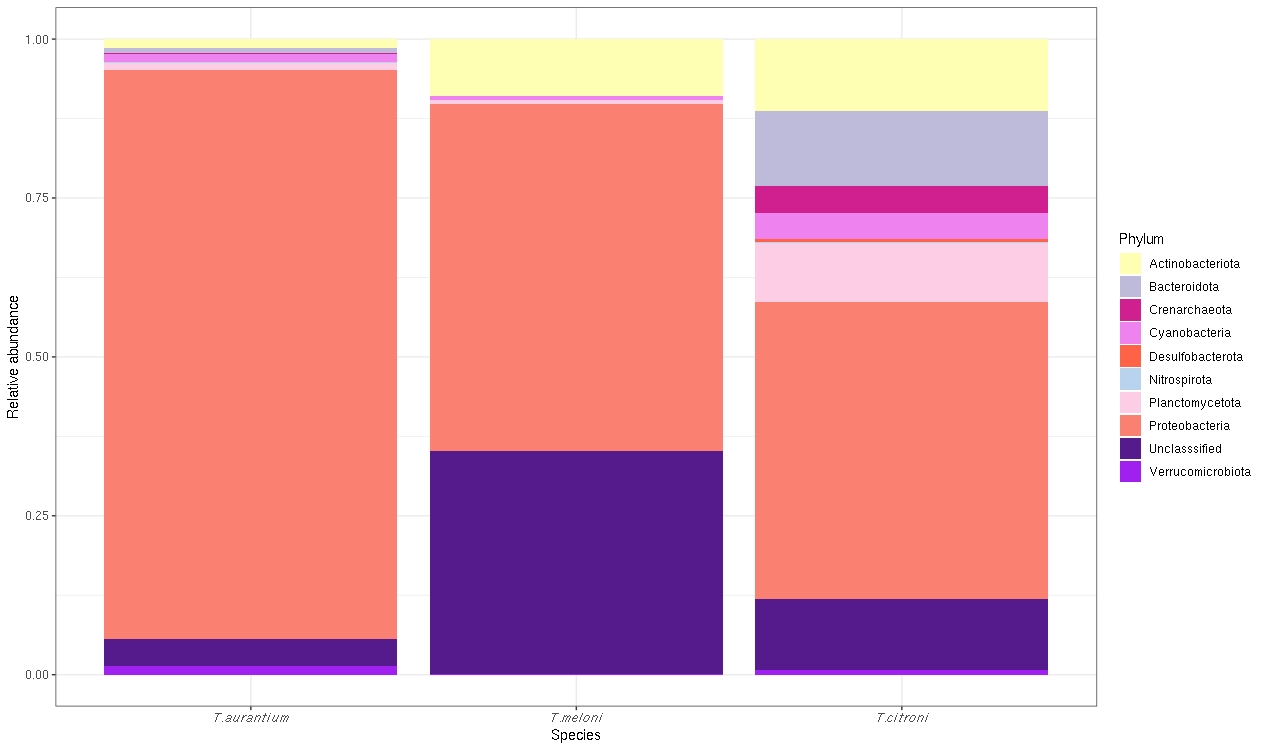 1.00
0.75
0.50
0.25
0.00
Relative abundance
T.aurantium
T.meloni
T.citroni
Species
Phylum
Actinobacteriota
Bacteroidota
Crenarchaeota
Cyanobacteria
Desulfobacterota
Nitrospirota
Planctomycetota
Proteobacteria
Unclasssified
Verrucomicrobiota